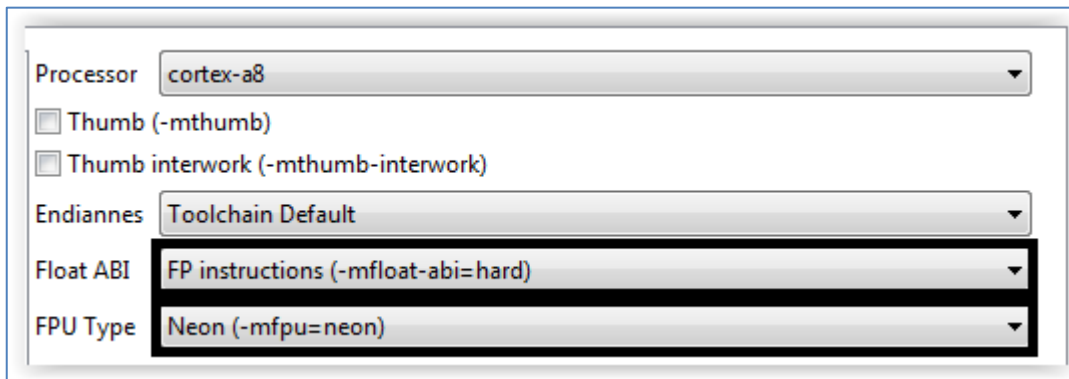 Processor cortex-a8
Thumb (-mthumb)
Thumb interwork (-mthumb-interwork)
Endiannes Toolchain Default
Float ABI FP instructions (-mfloat-abi=hard)
FPU Type Neon (-mfpu=neon)